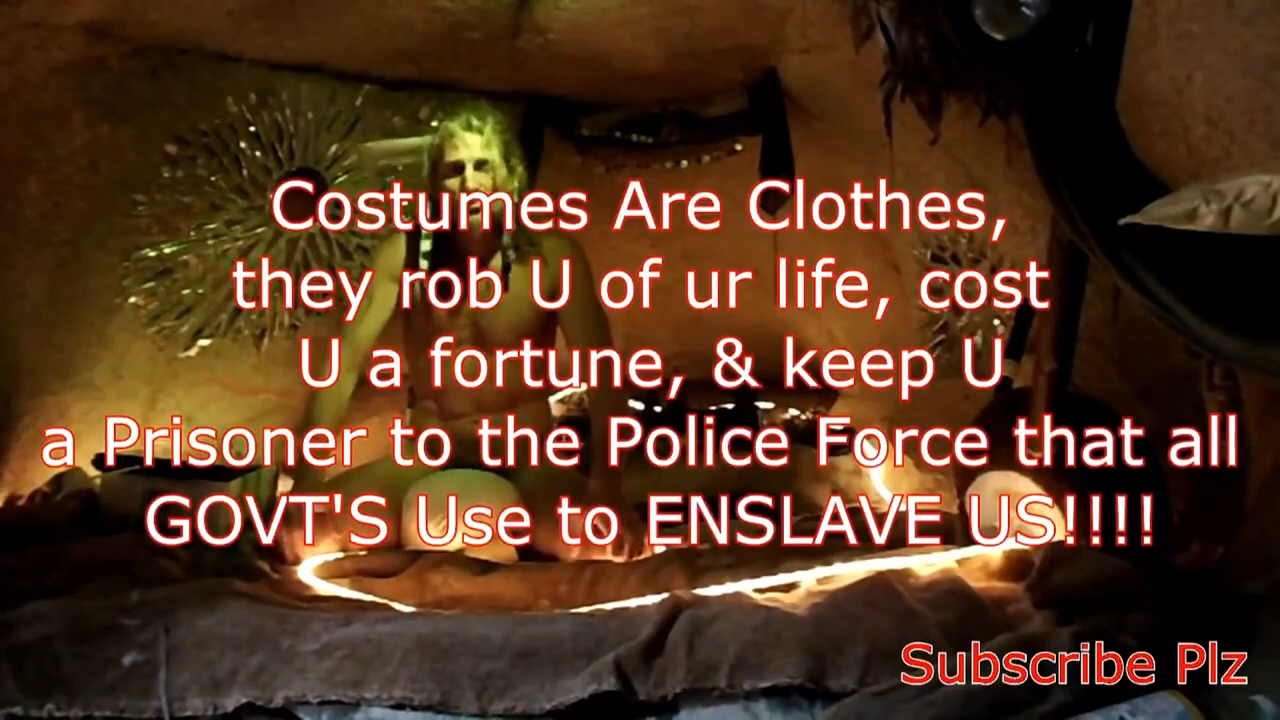 Costumes Are Clothes,
they rob U of ur life, cost
U a fortune, & keep U
a Prisoner to the Police Force that all
GOVT'S Use to ENSLAVE US!!!!
Subscribe Plz